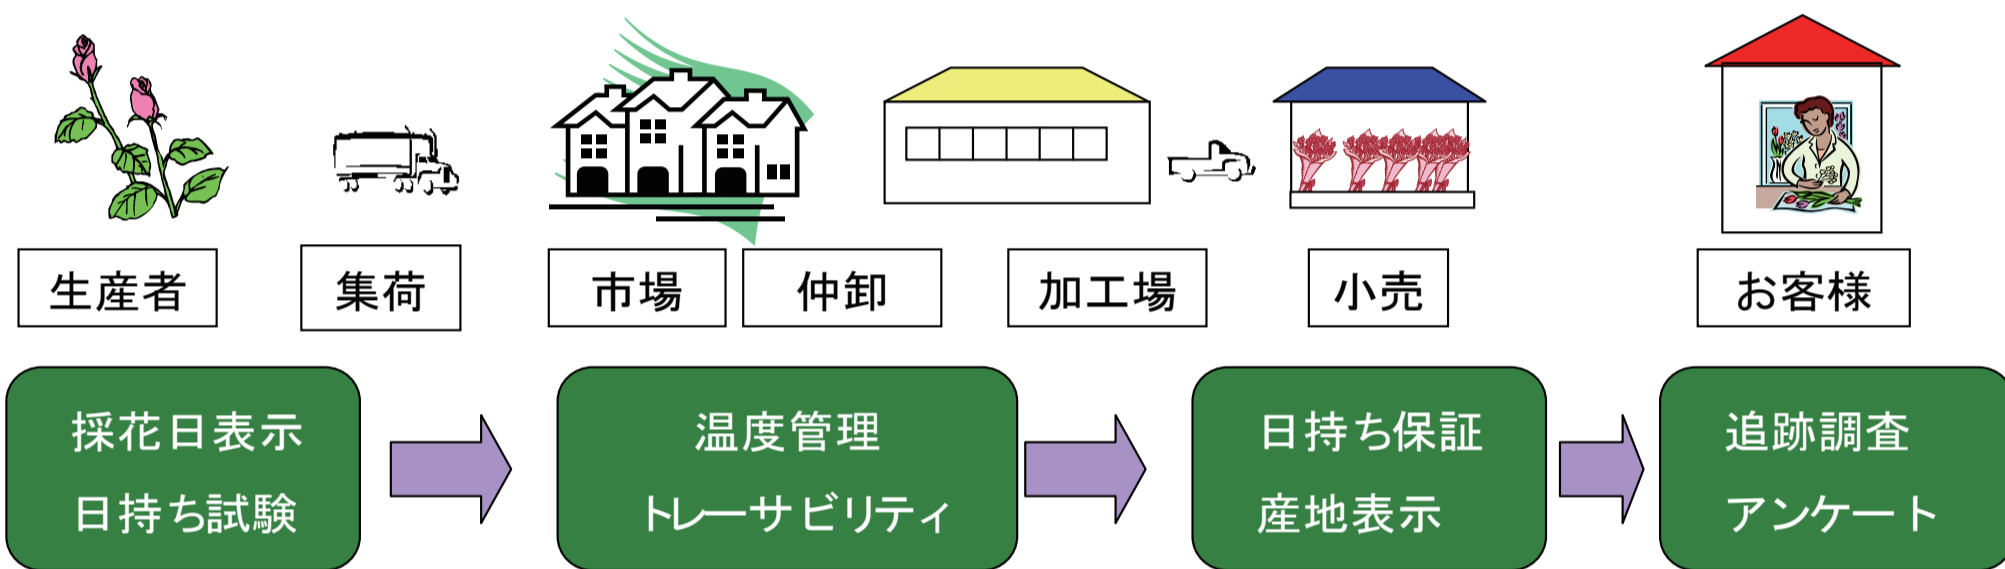 生産者
集荷
市場
仲卸
加工場
小売
お客様
採花日表示
日持ち試験
温度管理
トレーサビリティ
日持ち保証
産地表示
追跡調査
アンケート